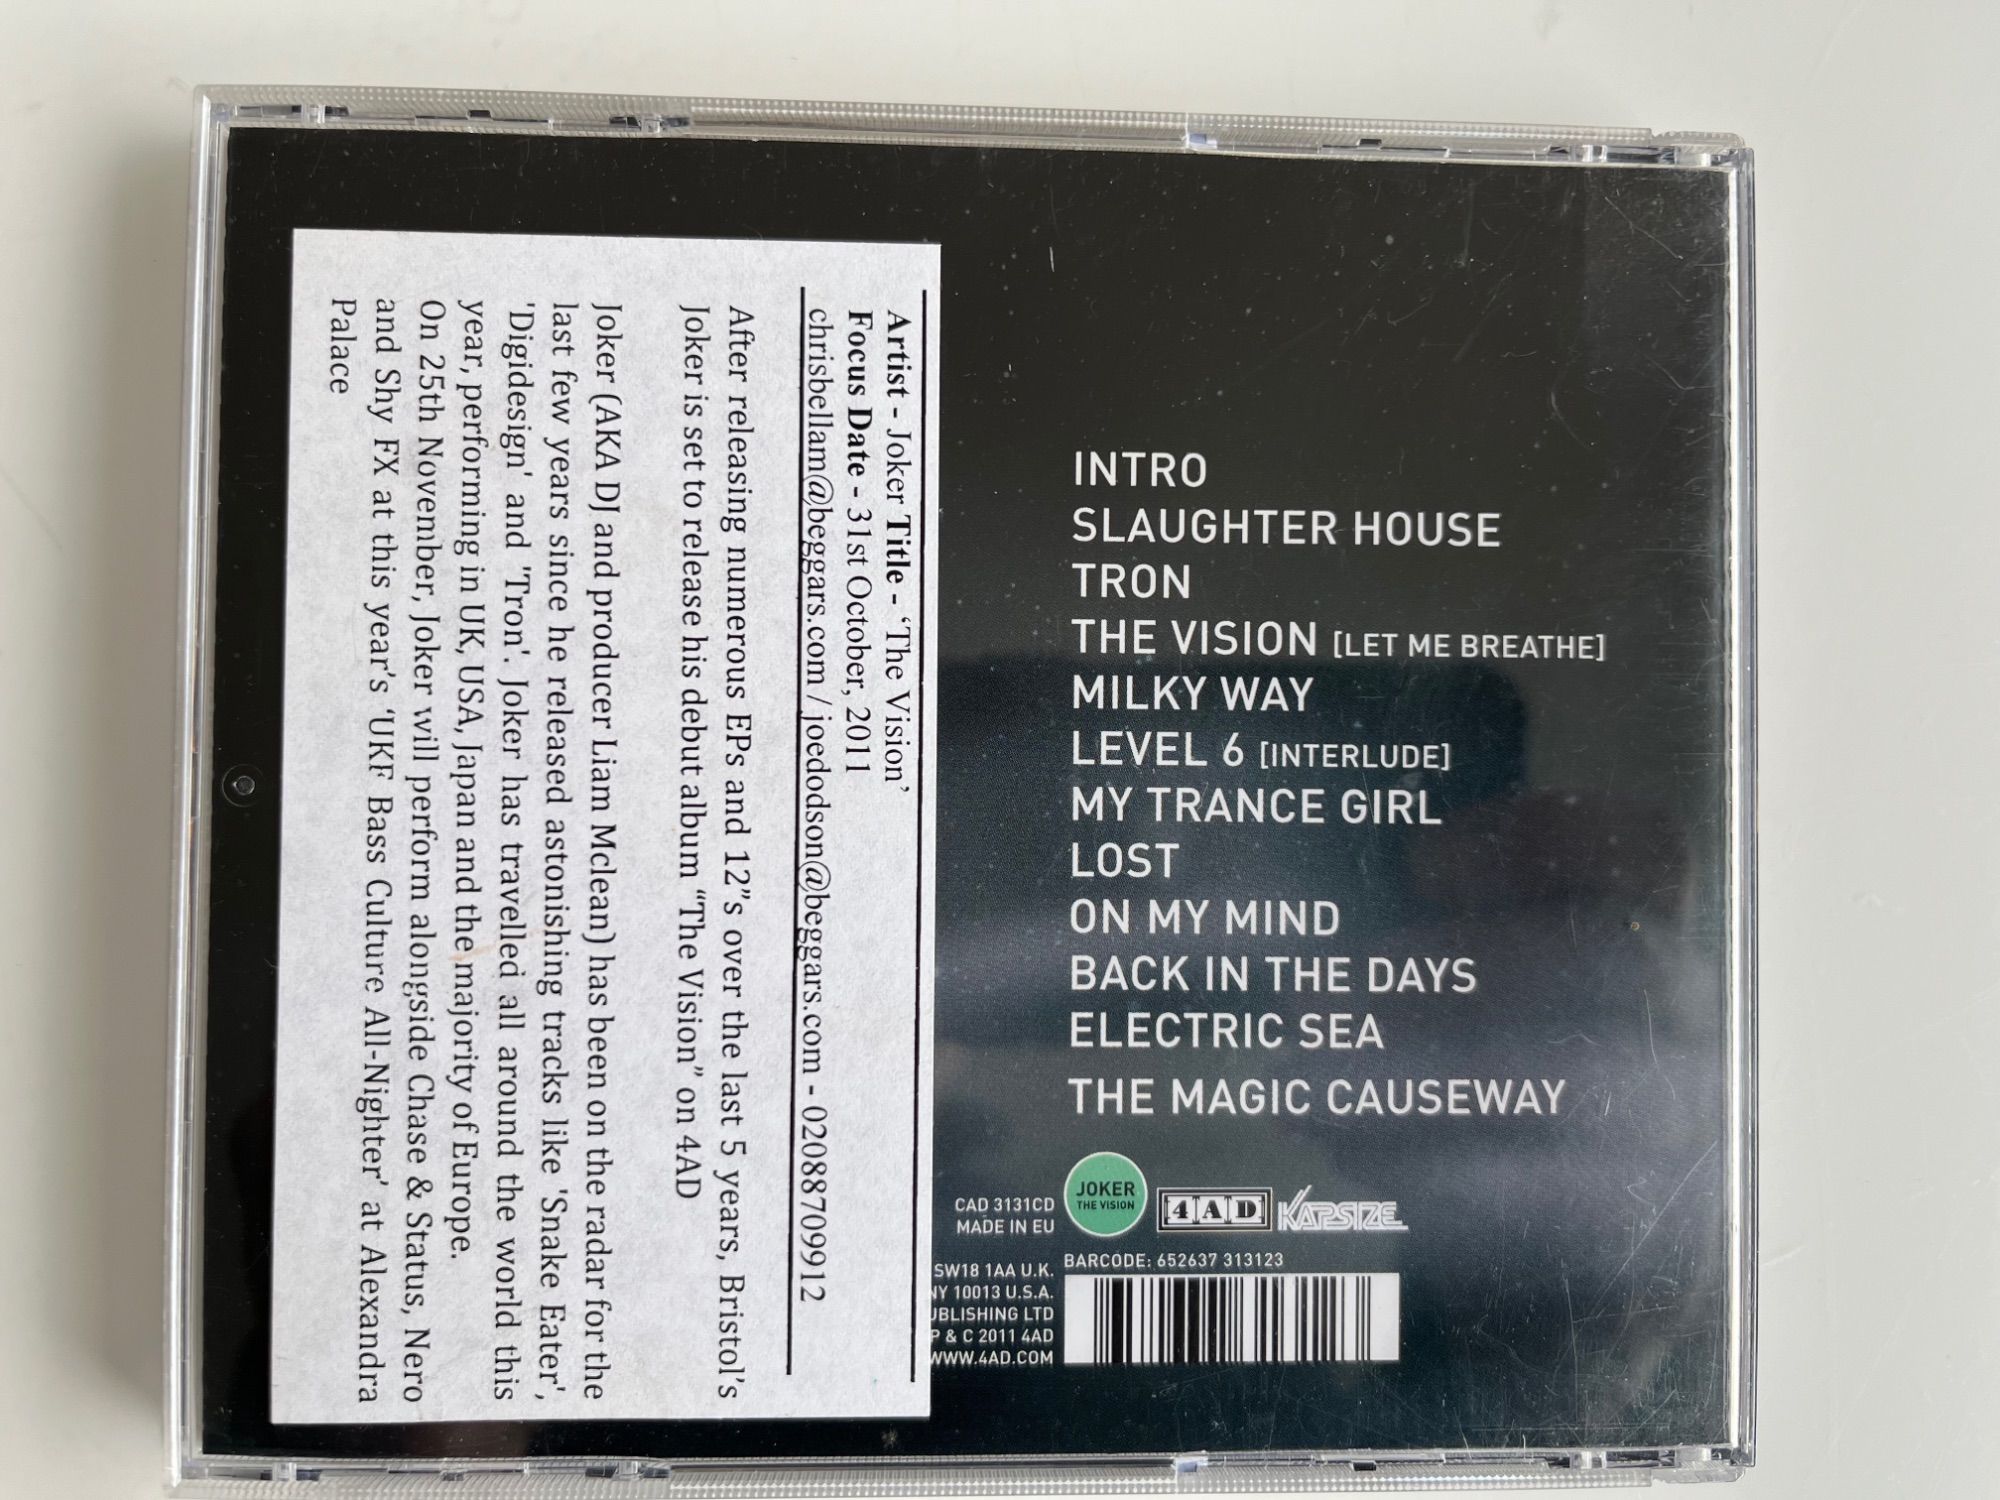 Artist - Joker Title - ‘The Vision’
Focus Date - 31st October, 2011
chrisbellam@beggars.com / joedodson@beggars.com - 02088709912
After releasing numerous EPs and 12”s over the last 5 years, Bristol's
Joker is set to release his debut album “The Vision” on 4AD
Joker (AKA DJ and producer Liam Mclean) has been on the radar for the
last few years since he released astonishing tracks like 'Snake Eater',
'Digidesign' and 'Tron'. Joker has travelled all around the world this
year, performing in UK, USA, Japan and the majority of Europe.
On 25th November, Joker will perform alongside Chase & Status, Nero
and Shy FX at this year's ‘UKF Bass Culture All-Nighter’ at Alexandra
Palace
INTRO
SLAUGHTER HOUSE
TRON
THE VISION [LET ME BREATHE]
MILKY WAY
LEVEL 6 [INTERLUDE]
MY TRANCE GIRL
LOST
ON MY MIND
BACK IN THE DAYS
ELECTRIC SEA
THE MAGIC CAUSEWAY
CAD 3131CD
MADE IN EU
JOKER
THE VISION
4AD
KAPSIZE
SW18 1AA U.K.
NY 10013 U.S.A.
PUBLISHING LTD
P & C 2011 4AD
WWW.4AD.COM
BARCODE: 652637 313123